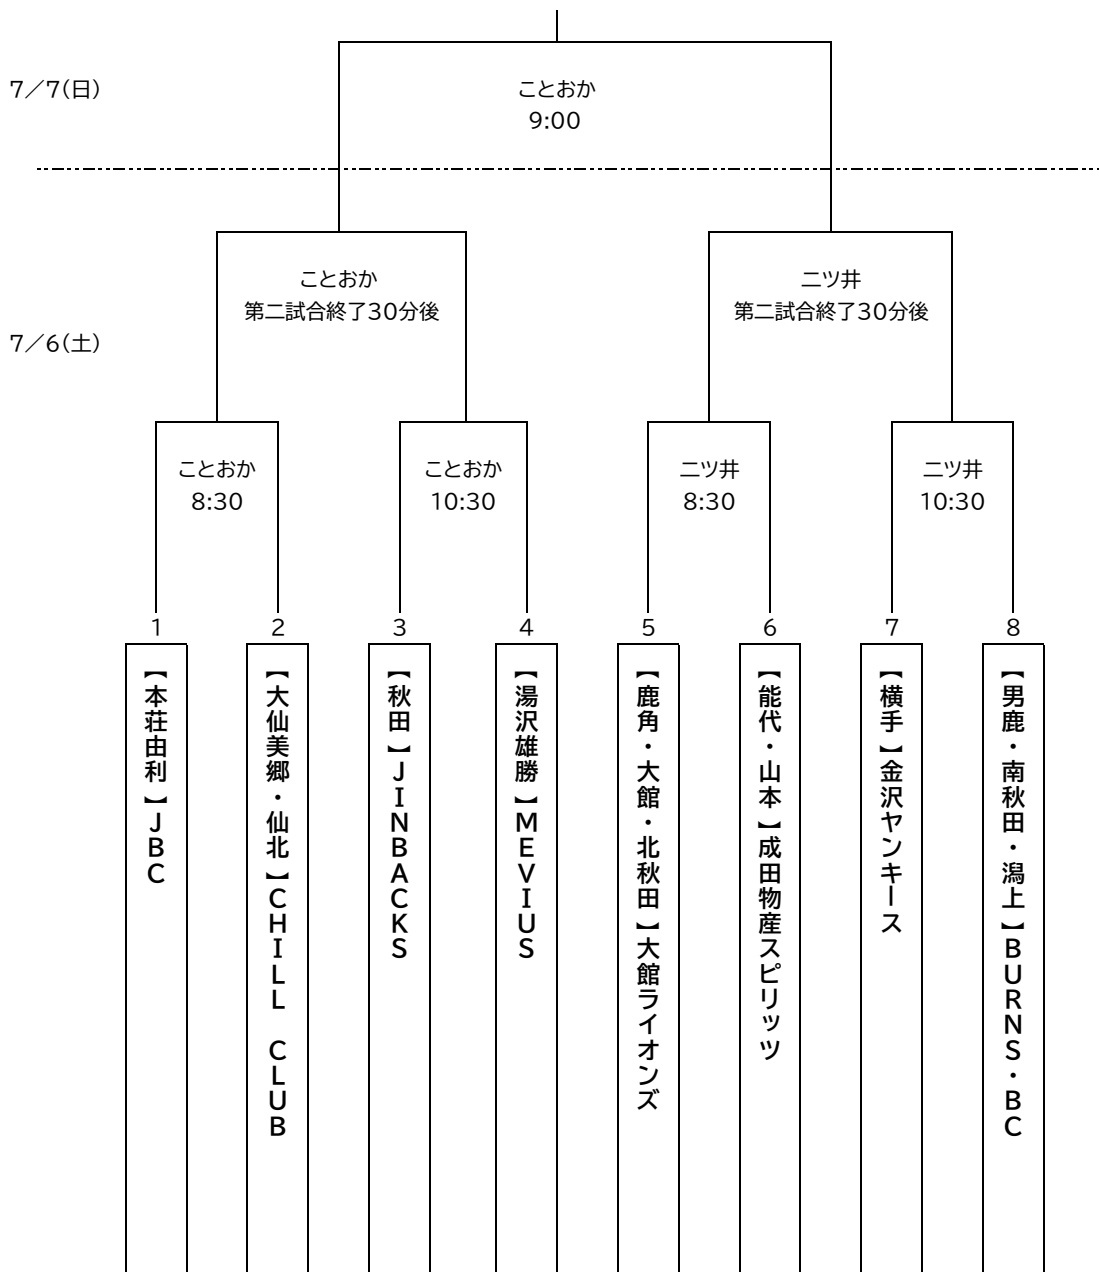 7/7(日)
ことおか
9:00
ことおか
第二試合終了30分後
二ツ井
第二試合終了30分後
7/6(土)
ことおか
8:30
ことおか
10:30
二ツ井
8:30
二ツ井
10:30
1
2
3
4
5
6
7
8
【本荘由利】JBC
【大仙美郷・仙北】CHILL CLUB
【秋田】JINBACKS
【湯沢雄勝】MEVIUS
【鹿角・大館・北秋田】大館ライオンズ
【能代・山本】成田物産スピリッツ
【横手】金沢ヤンキース
【男鹿・南秋田・潟上】BURNS・BC